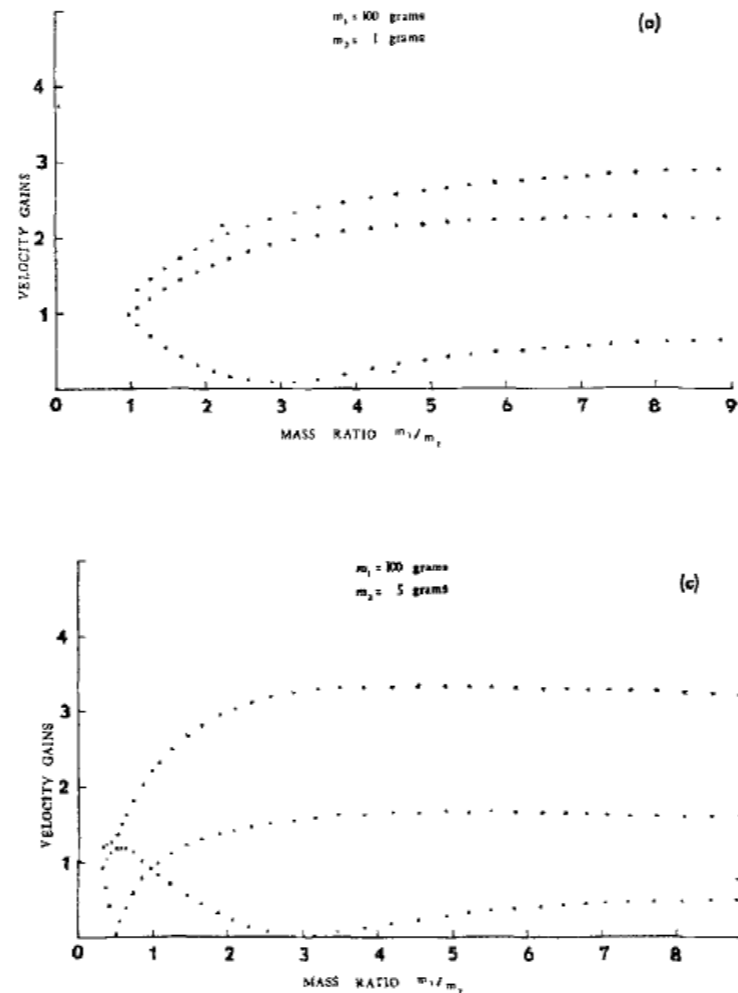 m₁ = 100 grams
m₃ = 1 grams
(a)
4
3
2
1
VELOCITY GAINS
0 1 2 3 4 5 6 7 8 9
MASS RATIO m₁/m₂
m₁ = 100 grams
m₃ = 5 grams
(c)
4
3
2
1
VELOCITY GAINS
0 1 2 3 4 5 6 7 8
MASS RATIO m₁/m₂